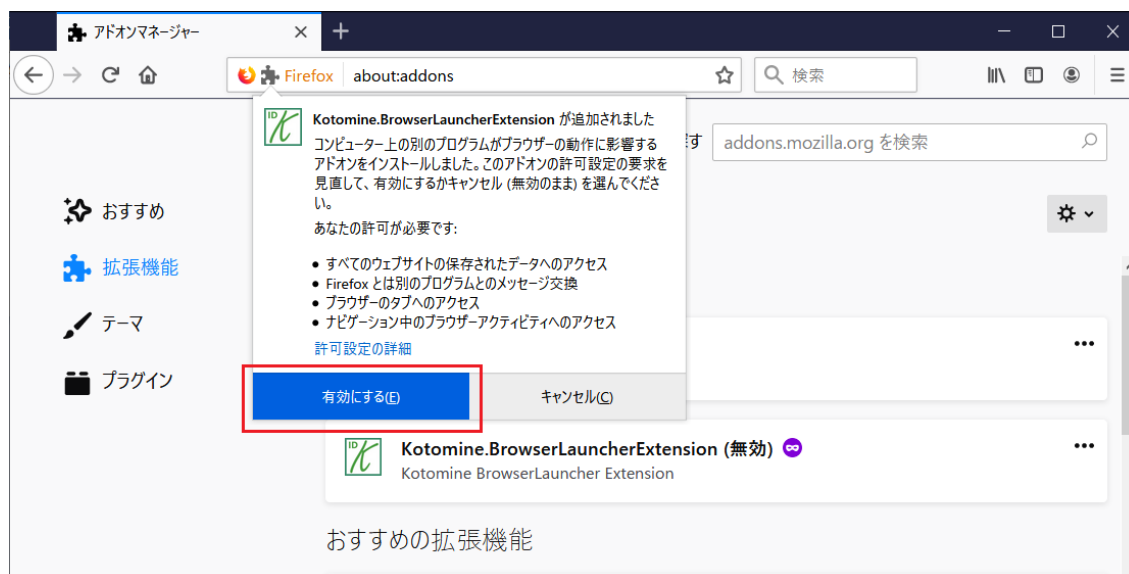 アドオンマネージャー
Firefox about:addons
検索
ID K
Kotomine.BrowserLauncherExtension が追加されました
コンピューター上の別のプログラムがブラウザーの動作に影響する
アドオンをインストールしました。このアドオンの許可設定の要求を
見直して、有効にするかキャンセル (無効のまま) を選んでくださ
い。
あなたの許可が必要です:
• すべてのウェブサイトの保存されたデータへのアクセス
• Firefox とは別のプログラムとのメッセージ交換
• ブラウザーのタブへのアクセス
• ナビゲーション中のブラウザーアクティビティへのアクセス
許可設定の詳細
有効にする(E)
キャンセル(C)
す
addons.mozilla.org を検索
おすすめ
拡張機能
テーマ
プラグイン
ID K
Kotomine.BrowserLauncherExtension (無効)
Kotomine BrowserLauncher Extension
おすすめの拡張機能